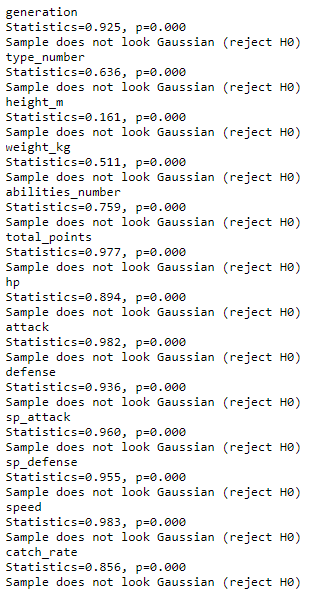 generation
Statistics=0.925, p=0.000
Sample does not look Gaussian (reject H0)
type_number
Statistics=0.636, p=0.000
Sample does not look Gaussian (reject H0)
height_m
Statistics=0.161, p=0.000
Sample does not look Gaussian (reject H0)
weight_kg
Statistics=0.511, p=0.000
Sample does not look Gaussian (reject H0)
abilities_number
Statistics=0.759, p=0.000
Sample does not look Gaussian (reject H0)
total_points
Statistics=0.977, p=0.000
Sample does not look Gaussian (reject H0)
hp
Statistics=0.894, p=0.000
Sample does not look Gaussian (reject H0)
attack
Statistics=0.982, p=0.000
Sample does not look Gaussian (reject H0)
defense
Statistics=0.936, p=0.000
Sample does not look Gaussian (reject H0)
sp_attack
Statistics=0.960, p=0.000
Sample does not look Gaussian (reject H0)
sp_defense
Statistics=0.955, p=0.000
Sample does not look Gaussian (reject H0)
speed
Statistics=0.983, p=0.000
Sample does not look Gaussian (reject H0)
catch_rate
Statistics=0.856, p=0.000
Sample does not look Gaussian (reject H0)